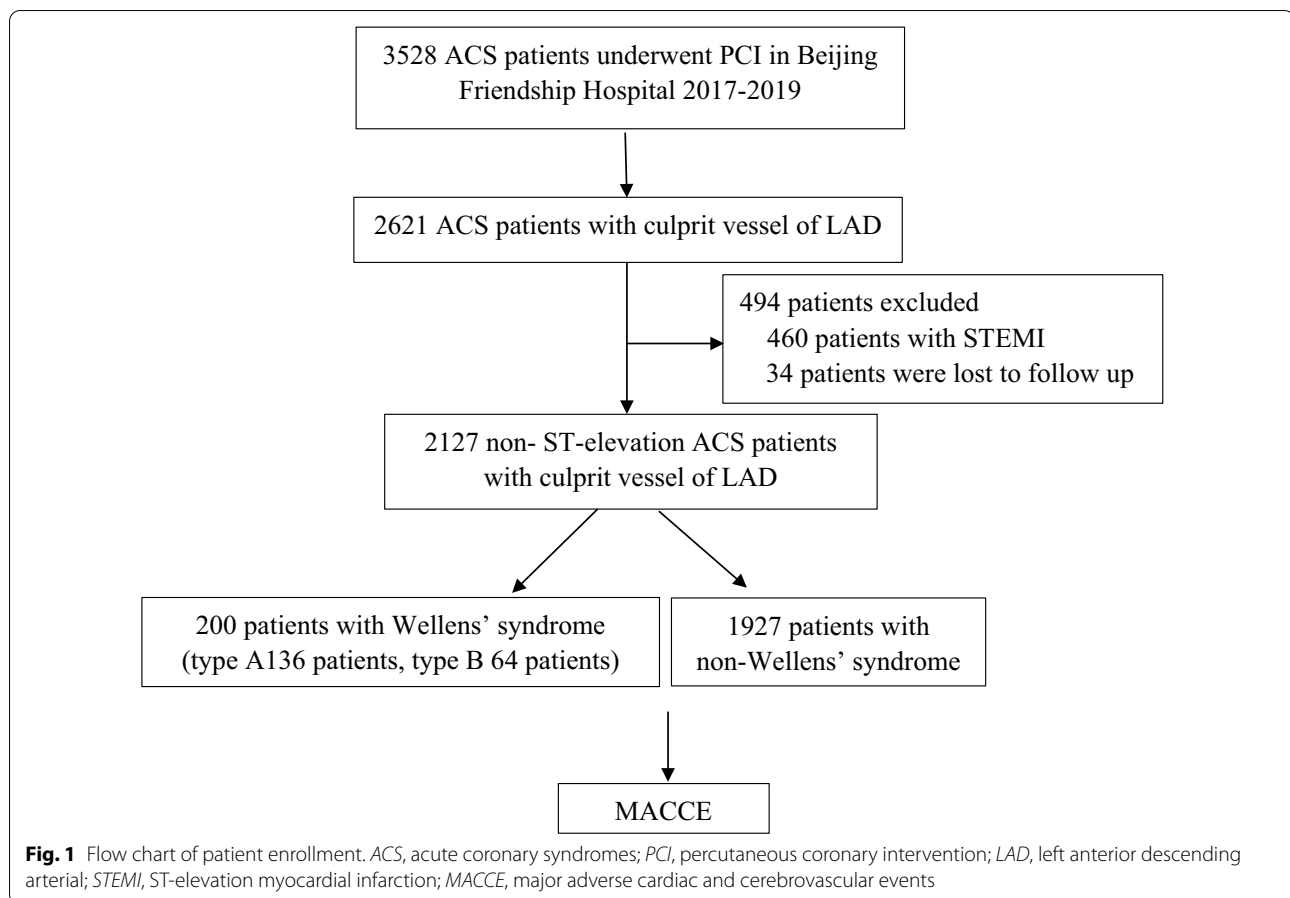 3528 ACS patients underwent PCI in Beijing
Friendship Hospital 2017-2019
2621 ACS patients with culprit vessel of LAD
494 patients excluded
460 patients with STEMI
34 patients were lost to follow up
2127 non- ST-elevation ACS patients
with culprit vessel of LAD
200 patients with Wellens’ syndrome
(type A136 patients, type B 64 patients)
1927 patients with
non-Wellens’ syndrome
MACCE
Fig. 1 Flow chart of patient enrollment. ACS, acute coronary syndromes; PCI, percutaneous coronary intervention; LAD, left anterior descending
arterial; STEMI, ST-elevation myocardial infarction; MACCE, major adverse cardiac and cerebrovascular events